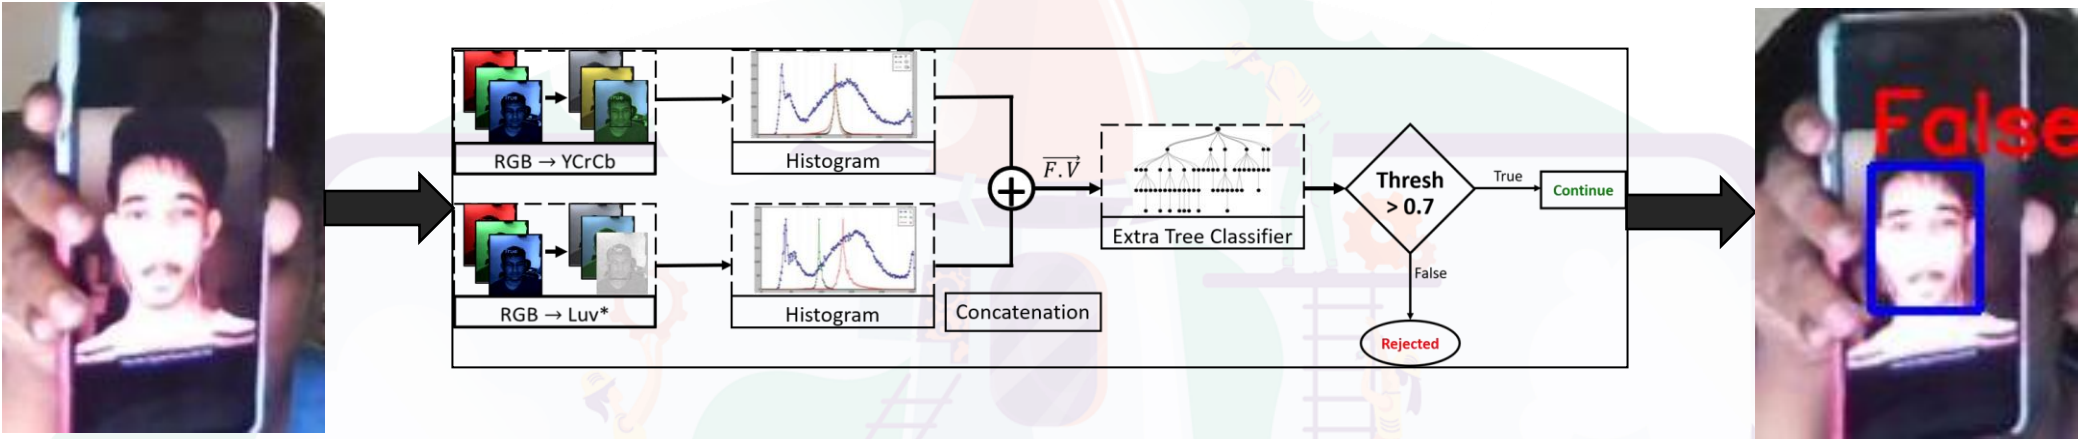 RGB → YCrCb
Histogram
RGB → Luv*
Histogram
Concatenation
F.V
Extra Tree Classifier
Thresh
> 0.7
True
Continue
False
Rejected
False